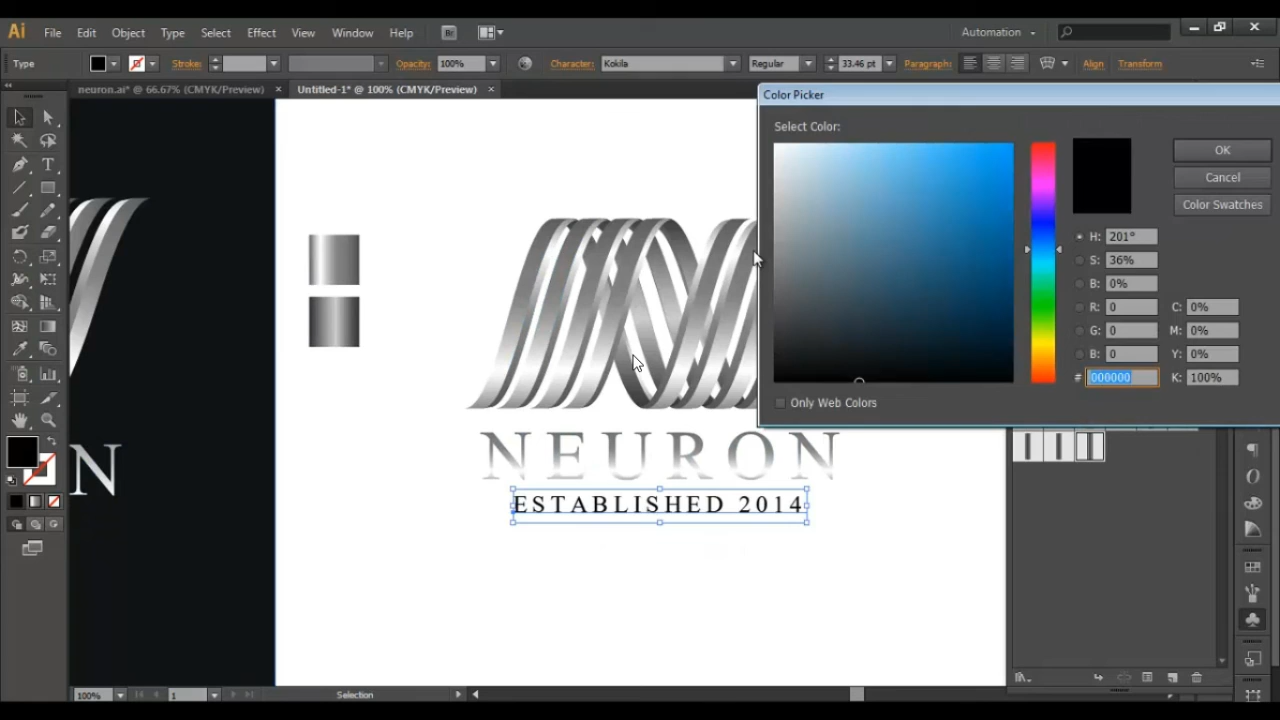 Ai File Edit Object Type Select Effect View Window Help Br Automation
Type Stroke: Opacity: 100% Character: Kokila Regular 33.46 pt Paragraph: Align Transform
neuron.ai* @ 66.67% (CMYK/Preview) × Untitled-1* @ 100% (CMYK/Preview) ×
Color Picker
Select Color:
OK
Cancel
Color Swatches
H: 201°
S: 36%
B: 0%
R: 0 C: 0%
G: 0 M: 0%
B: 0 Y: 0%
# 000000 K: 100%
Only Web Colors
N
NEURON
ESTABLISHED 2014
100% 1 Selection